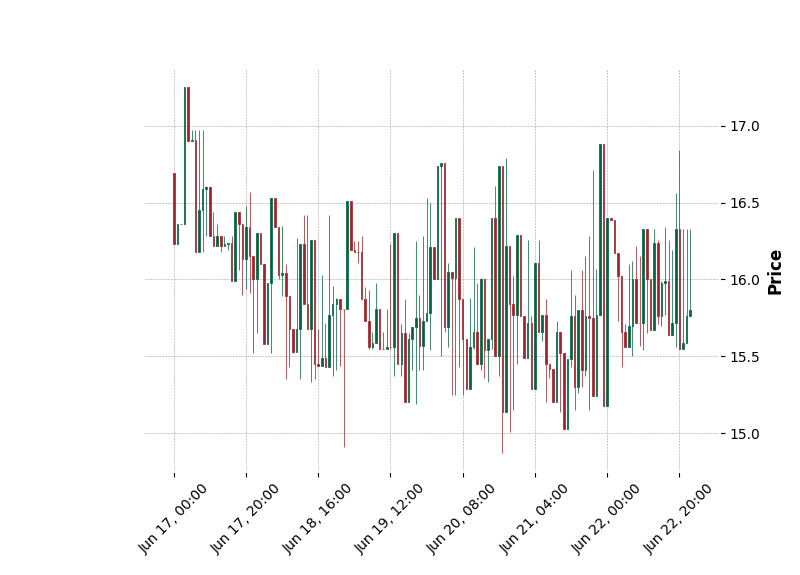 17.0
16.5
16.0
15.5
15.0
Price
Jun 17, 00:00
Jun 17, 20:00
Jun 18, 16:00
Jun 19, 12:00
Jun 20, 08:00
Jun 21, 04:00
Jun 22, 00:00
Jun 22, 20:00